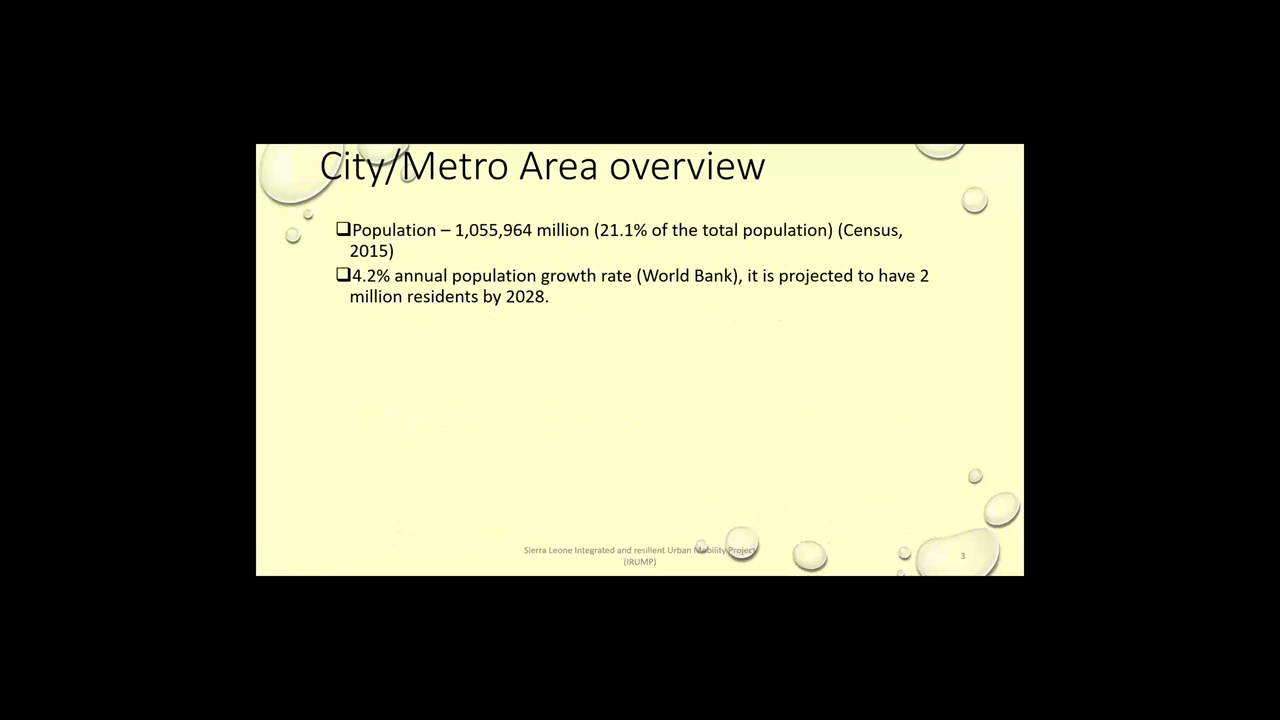 City/Metro Area overview
❑Population – 1,055,964 million (21.1% of the total population) (Census,
2015)
❑4.2% annual population growth rate (World Bank), it is projected to have 2
million residents by 2028.
Sierra Leone Integrated and resilient Urban Mobility Project
(IRUMP)
3